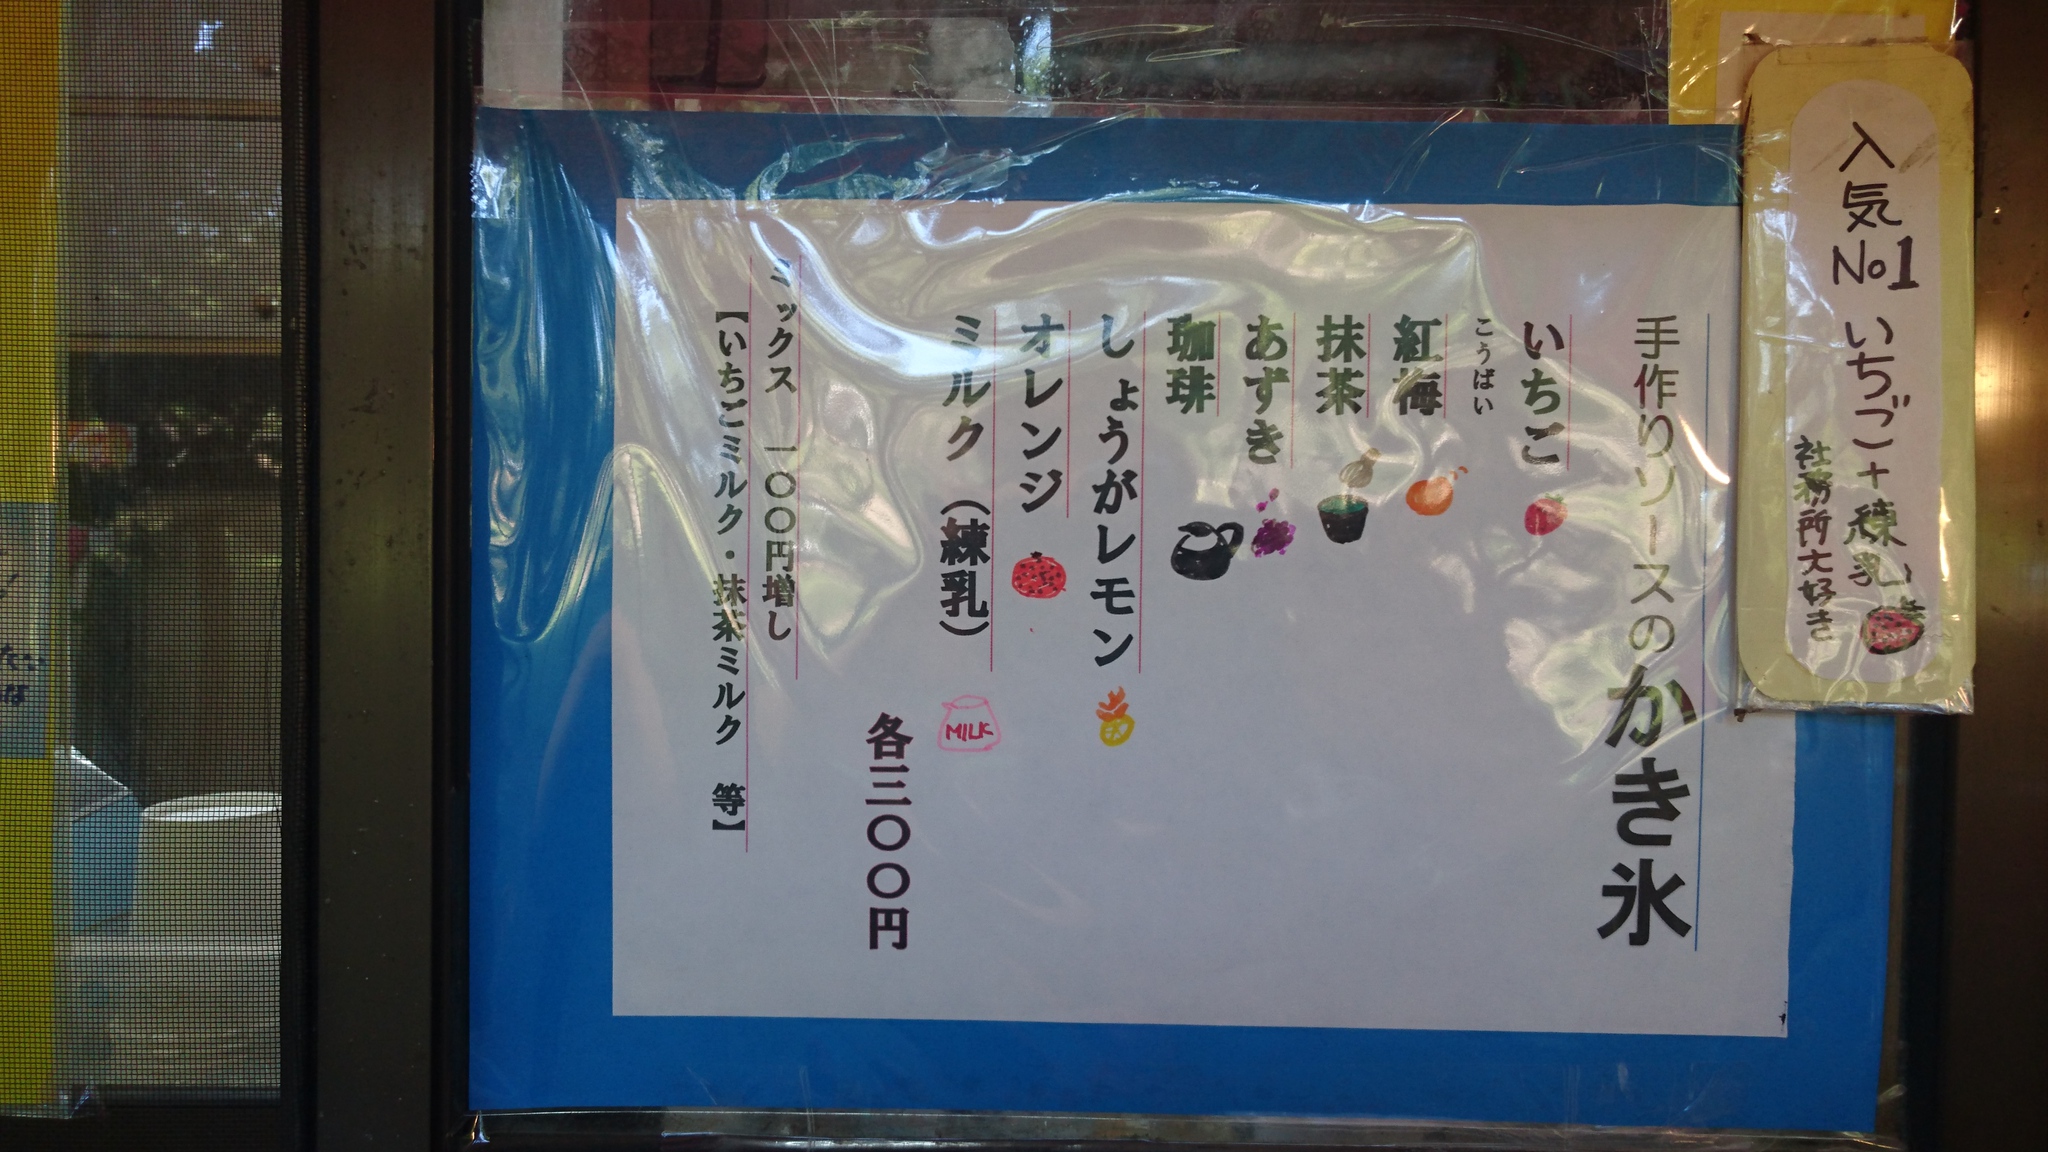 人気No1 いちご+練乳
社務所大好き
手作りソースのかき氷
いちご
こうばい
紅梅
抹茶
あずき
珈琲
しょうがレモン
オレンジ
ミルク（練乳）
MILK
各三〇〇円
ミックス 一〇〇円増し
【いちごミルク・抹茶ミルク 等】